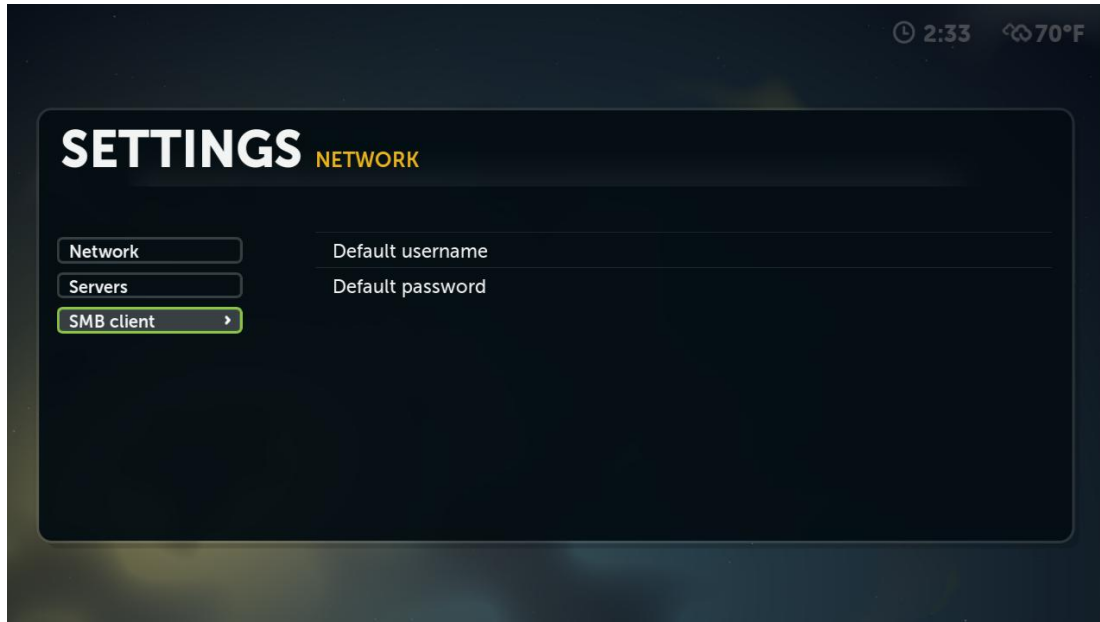 2:33 70°F
SETTINGS NETWORK
Network
Servers
SMB client
Default username
Default password